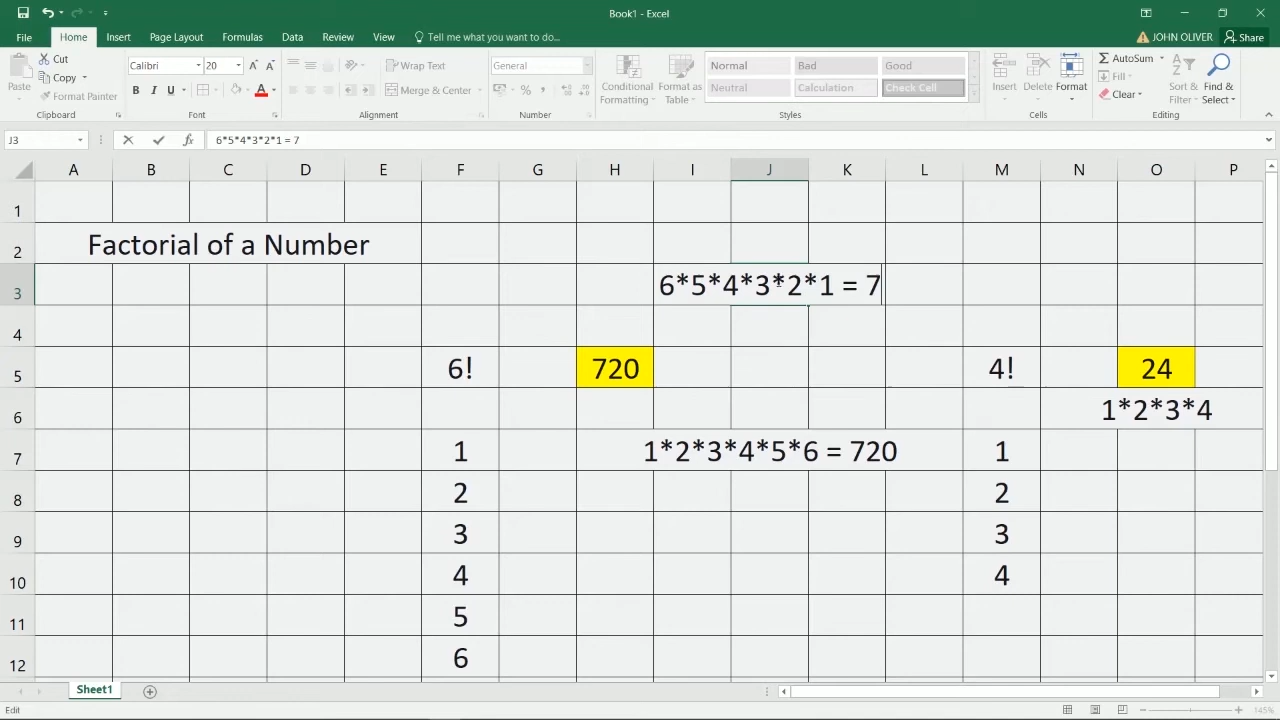 Book1 - Excel
File Home Insert Page Layout Formulas Data Review View Tell me what you want to do... JOHN OLIVER Share
Cut Calibri 20 Wrap Text General Normal Bad Good AutoSum
Copy Fill
Paste Format Painter Merge & Center Conditional Formatting Format as Table Neutral Calculation Check Cell Insert Delete Format Clear Sort & Filter Find & Select
Clipboard Font Alignment Number Styles Cells Editing
J3 6*5*4*3*2*1 = 7
A B C D E F G H I J K L M N O P
1
2 Factorial of a Number
3 6*5*4*3*2*1 = 7
4
5 6! 720 4! 24
6 1*2*3*4
7 1 1*2*3*4*5*6 = 720 1
8 2 2
9 3 3
10 4 4
11 5
12 6
Sheet1
Edit 145%